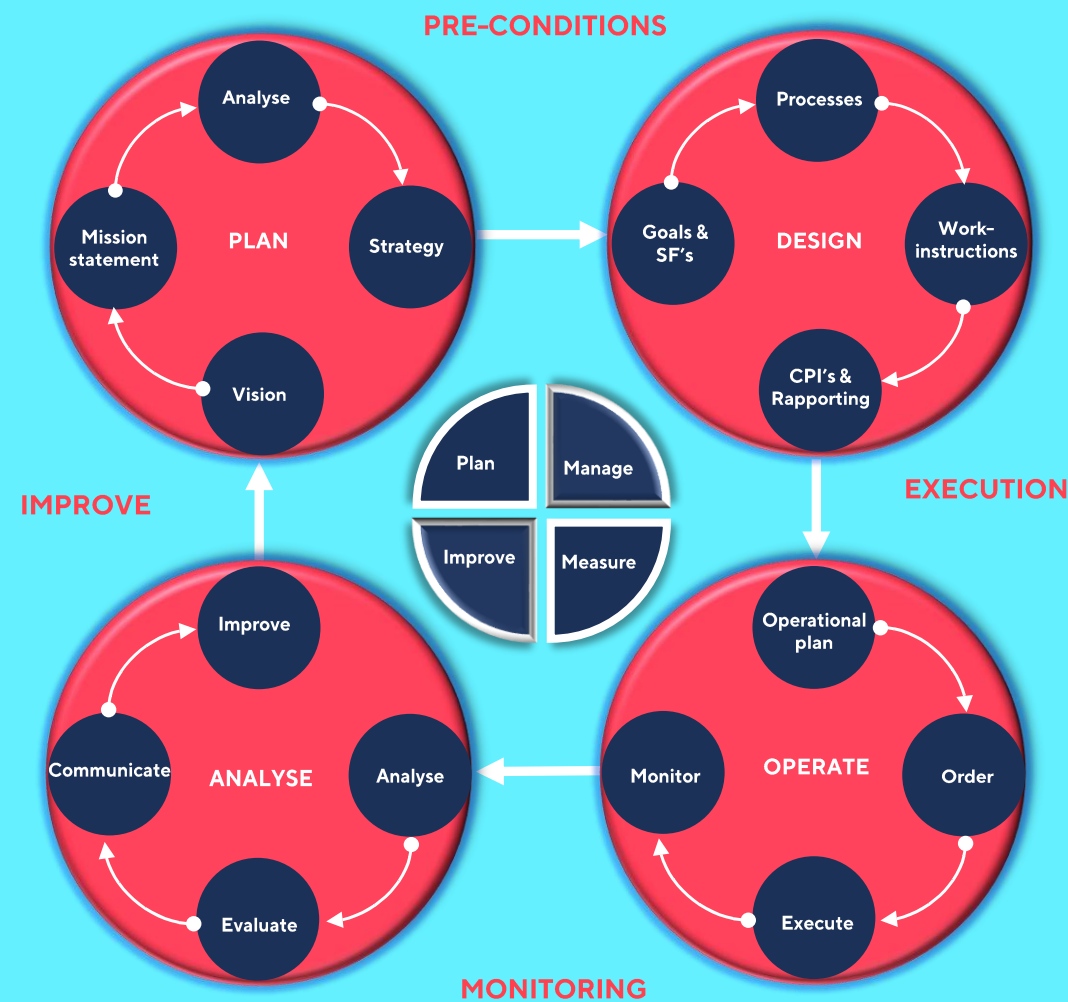 PRE-CONDITIONS
Analyse
Mission
statement
PLAN
Strategy
Vision
Processes
Goals &
SF's
DESIGN
Work-
instructions
CPI's &
Rapporting
IMPROVE
Plan
Manage
Improve
Measure
EXECUTION
Improve
Communicate
ANALYSE
Analyse
Evaluate
Operational
plan
Monitor
OPERATE
Order
Execute
MONITORING